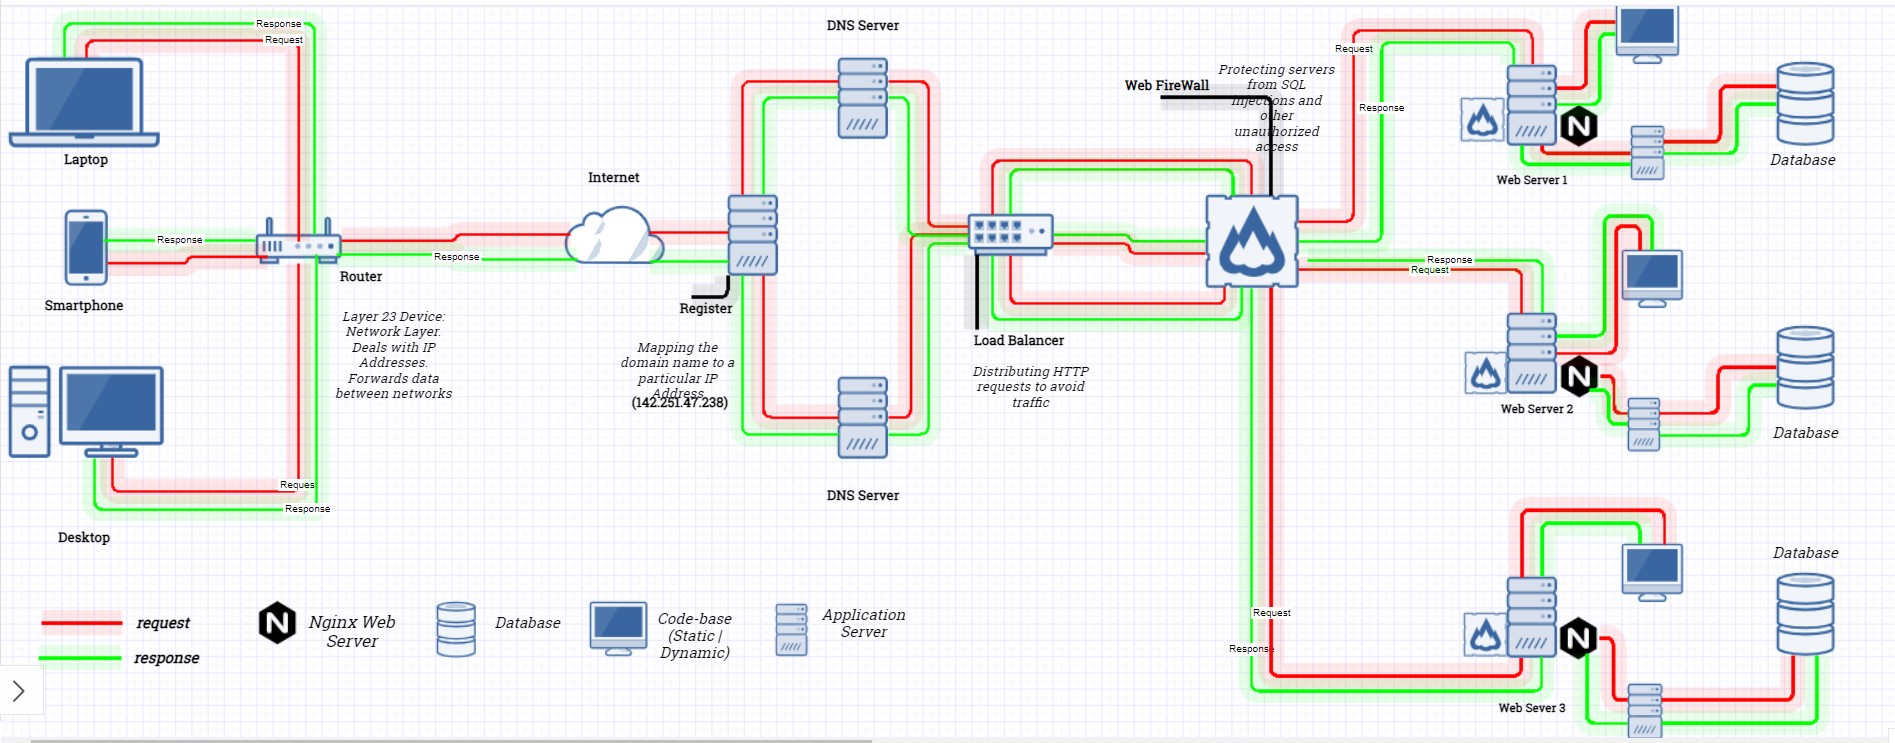 Response
Request
Laptop
Response
Smartphone
Router
Layer 23 Device:
Network Layer.
Deals with IP
Addresses.
Forwards data
between networks
Reques
Response
Desktop
Response
Internet
Register
Mapping the
domain name to a
particular IP
Address
(142.251.47.238)
DNS Server
DNS Server
Load Balancer
Distributing HTTP
requests to avoid
traffic
Web FireWall
Protecting servers
from SQL
injections and
other
unauthorized
access
Request
Response
N
Web Server 1
Database
Response
Request
N
Web Server 2
Database
Request
Response
N
Web Sever 3
Database
request
response
N
Nginx Web
Server
Database
Code-base
(Static |
Dynamic)
Application
Server